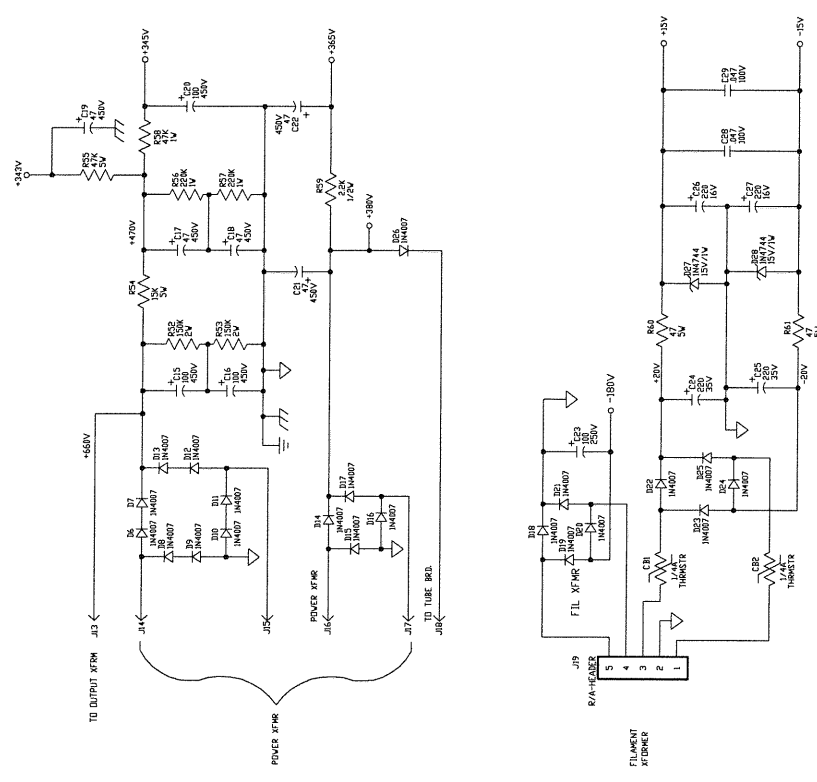 +343V
R55
47K
5W
+C19
47
450V
+345V
R58
47K
1W
+C20
100
450V
+470V
R56
220K
1W
R57
220K
1W
+C17
47
450V
+C18
47
450V
450V
47
C22
+
+365V
R54
15K
5W
R59
2.2K
1/2W
+380V
D26
1N4007
C21
47
+
450V
R52
150K
2W
R53
150K
2W
+C15
100
450V
+C16
100
450V
+660V
D13
1N4007
D12
1N4007
D7
1N4007
D6
1N4007
D8
1N4007
D9
1N4007
D11
1N4007
D10
1N4007
D14
1N4007
D17
1N4007
D15
1N4007
D16
1N4007
J13
TO OUTPUT XFRM
J14
J15
POWER XFMR
J16
J17
TO TUBE BRD.
J18
POWER XFMR
+15V
-15V
C29
.047
100V
C28
.047
100V
+C26
220
16V
+C27
220
16V
D27
1N4744
15V/1W
D28
1N4744
15V/1W
R60
47
5W
R61
47
5W
+20V
-20V
+C24
220
35V
+C25
220
35V
-180V
+C23
100
250V
D21
1N4007
D18
1N4007
D19
1N4007
D20
1N4007
FIL XFMR
D22
1N4007
D25
1N4007
D24
1N4007
D23
1N4007
CB1
1/4A
THRMSTR
CB2
1/4A
THRMSTR
J19
R/A-HEADER
5
4
3
2
1
FILAMENT
XFORMER